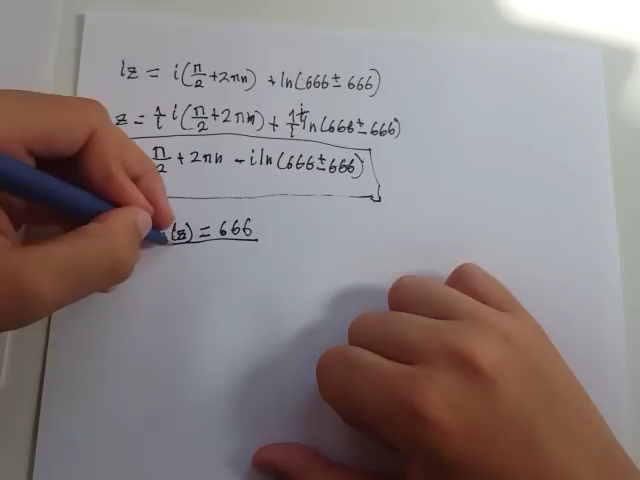 iz = i(π/2 + 2πn) + ln(666 ± 666)
z = 1/i i(π/2 + 2πn) + 1/i ln(666 ± 666)
π/2 + 2πn - i ln(666 ± 666)
(z) = 666